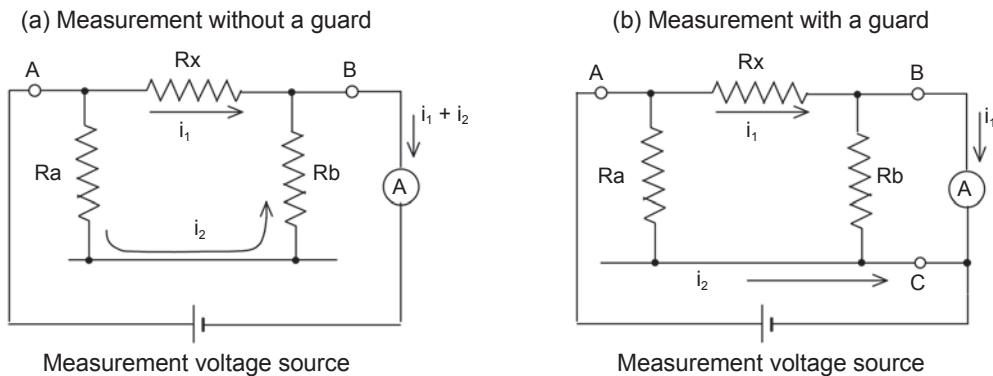 (a) Measurement without a guard
A
Rx
B
i₁
i₁ + i₂
Ra
Rb
A
i₂
Measurement voltage source
(b) Measurement with a guard
A
Rx
B
i₁
i₁
Ra
Rb
A
i₂
C
Measurement voltage source